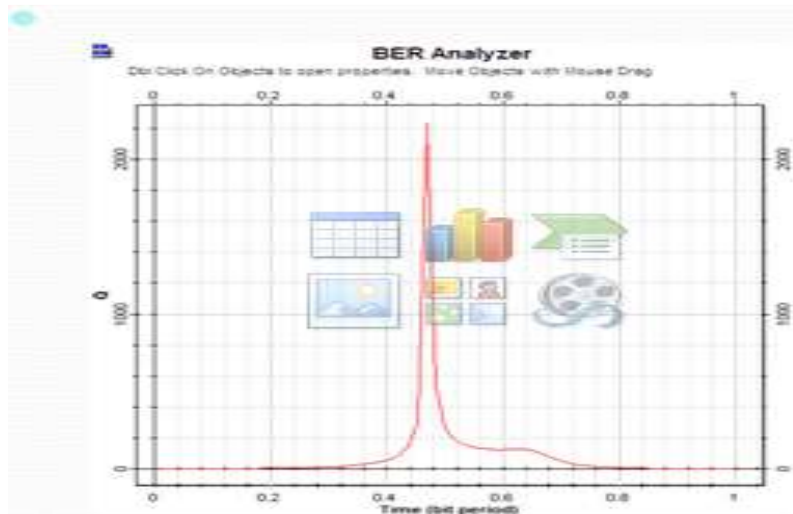 BER Analyzer
Dbl Click On Objects to open properties. Move Objects with Mouse Drag
0 0.2 0.4 0.6 0.8 1
2000 2000
Q
1000 1000
0 0
0 0.2 0.4 0.6 0.8 1
Time (bit period)